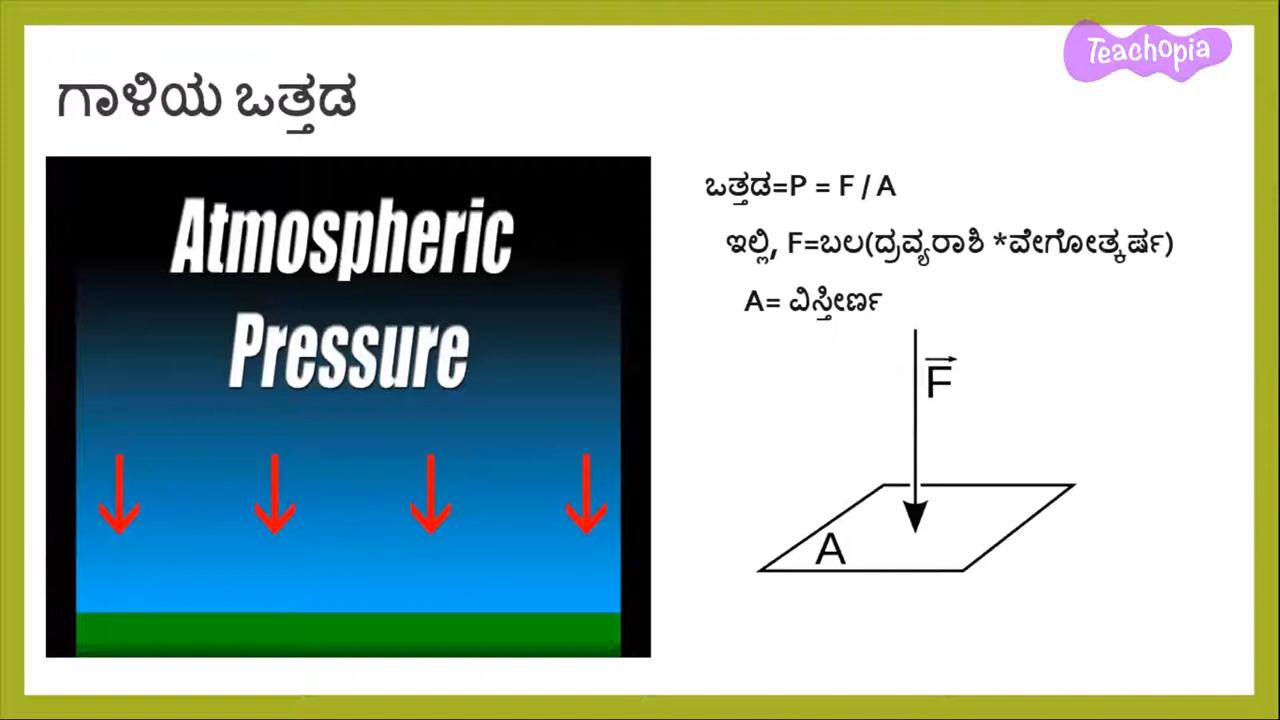 Teachopia
ಗಾಳಿಯ ಒತ್ತಡ
Atmospheric
Pressure
ಒತ್ತಡ=P = F / A
ಇಲ್ಲಿ, F=ಬಲ(ದ್ರವ್ಯರಾಶಿ *ವೇಗೋತ್ಕರ್ಷ)
A= ವಿಸ್ತೀರ್ಣ
F
A